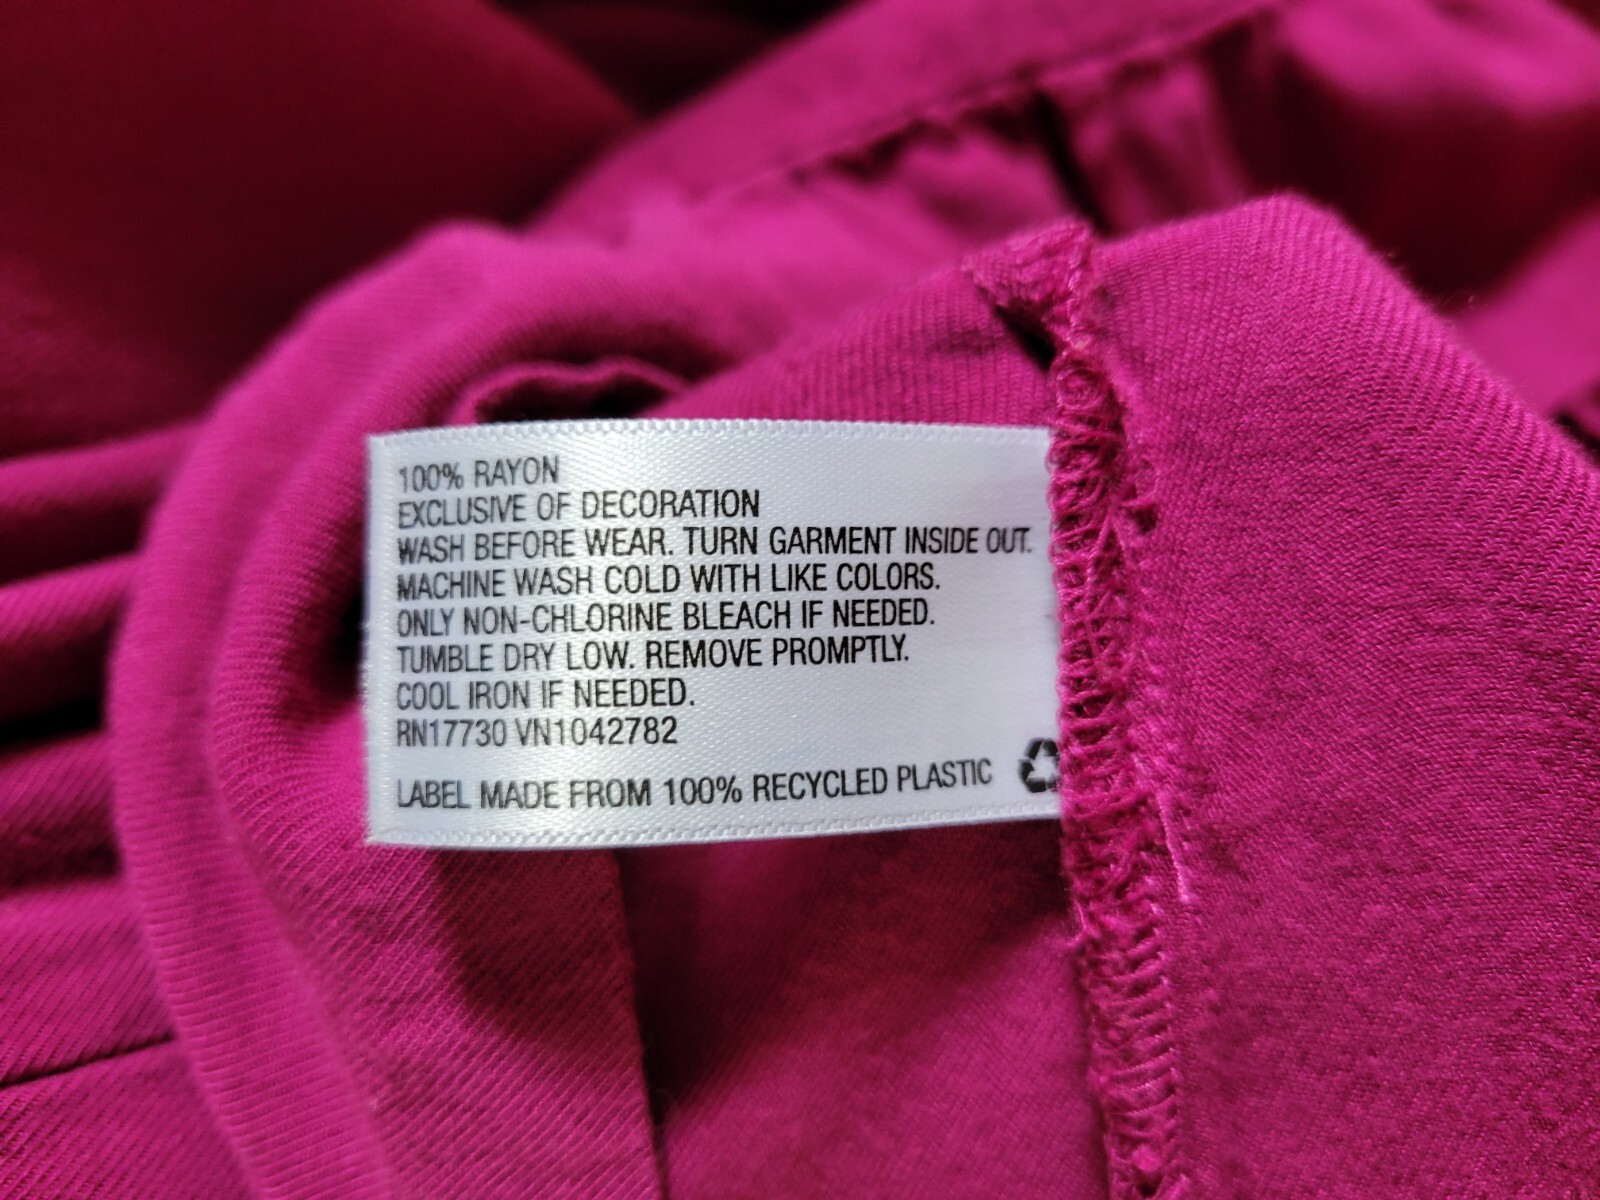 100% RAYON
EXCLUSIVE OF DECORATION
WASH BEFORE WEAR. TURN GARMENT INSIDE OUT.
MACHINE WASH COLD WITH LIKE COLORS.
ONLY NON-CHLORINE BLEACH IF NEEDED.
TUMBLE DRY LOW. REMOVE PROMPTLY.
COOL IRON IF NEEDED.
RN17730 VN1042782
LABEL MADE FROM 100% RECYCLED PLASTIC